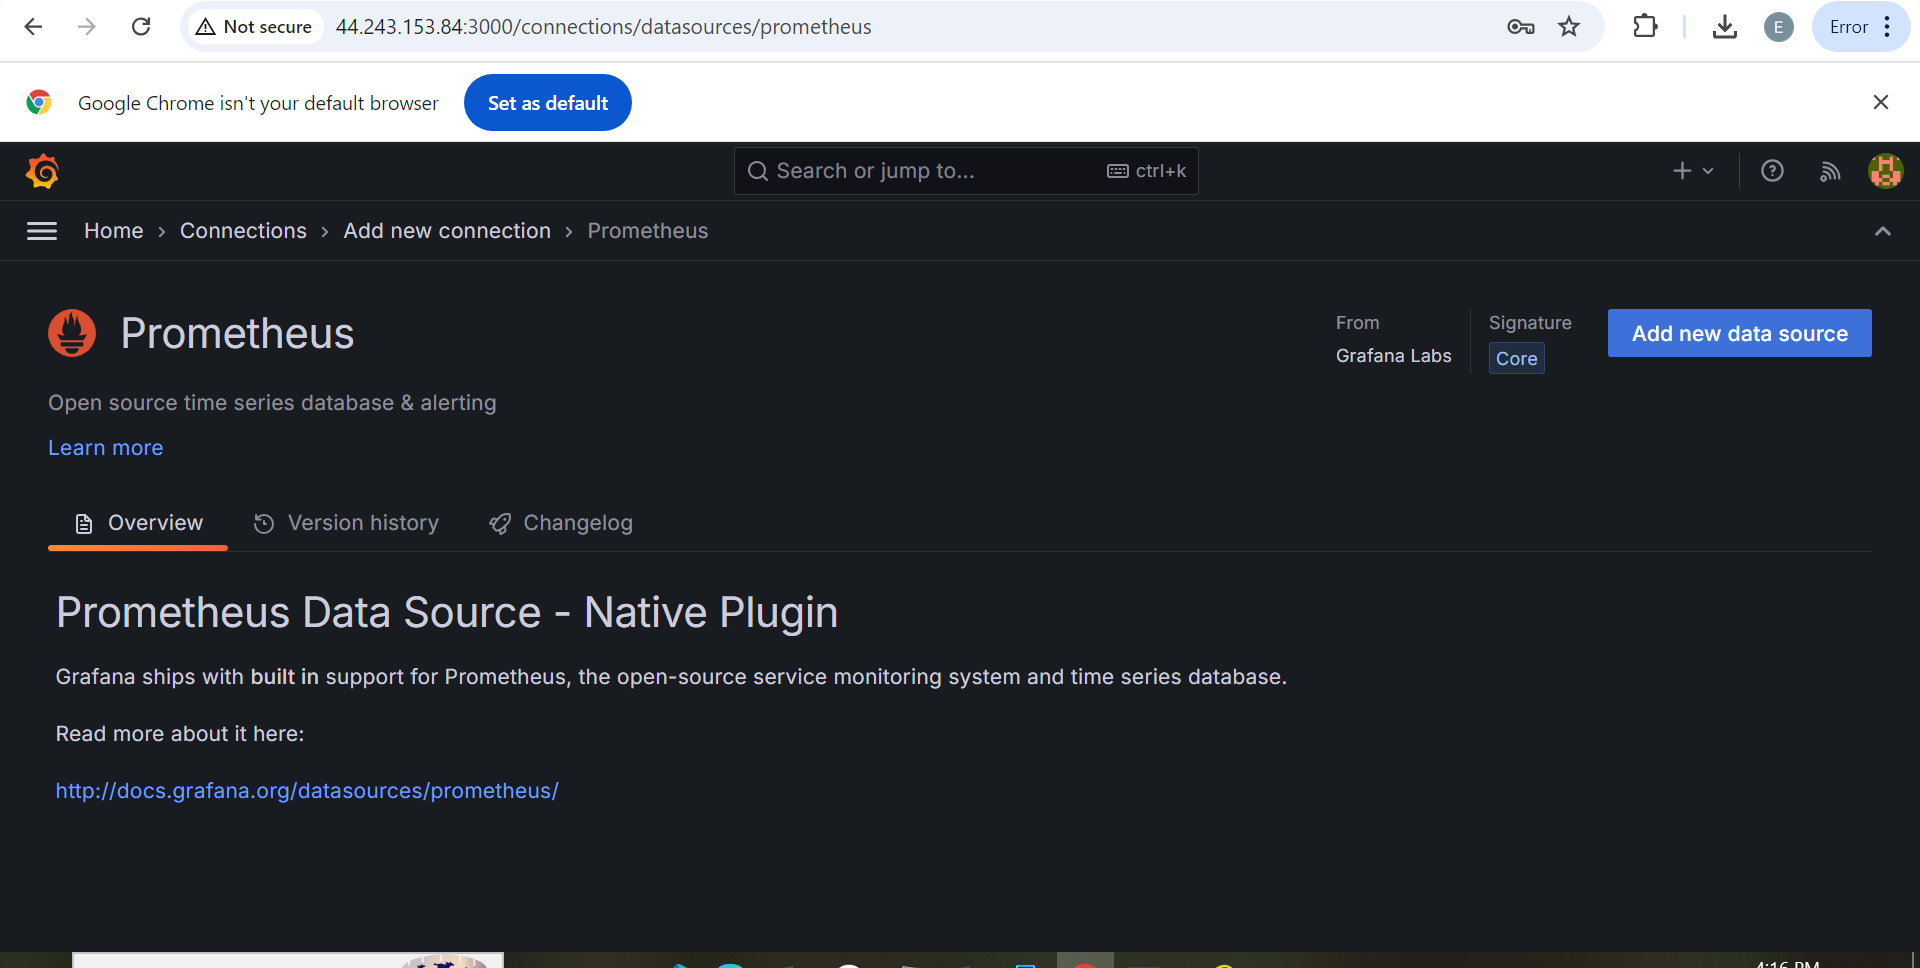 Not secure
44.243.153.84:3000/connections/datasources/prometheus
E
Error
Google Chrome isn't your default browser
Set as default
Search or jump to...
ctrl+k
Home › Connections › Add new connection › Prometheus
Prometheus
From
Grafana Labs
Signature
Core
Add new data source
Open source time series database & alerting
Learn more
Overview
Version history
Changelog
Prometheus Data Source - Native Plugin
Grafana ships with built in support for Prometheus, the open-source service monitoring system and time series database.
Read more about it here:
http://docs.grafana.org/datasources/prometheus/
4:16 PM